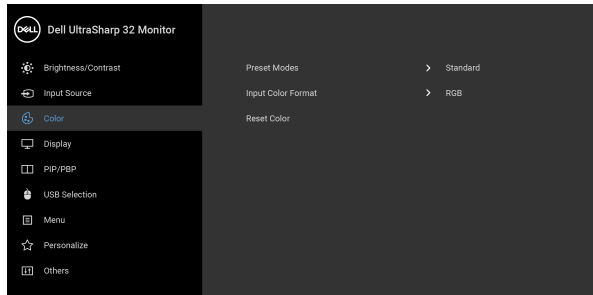 DELL Dell UltraSharp 32 Monitor
Brightness/Contrast Preset Modes Standard
Input Source Input Color Format RGB
Color Reset Color
Display
PIP/PBP
USB Selection
Menu
Personalize
Others